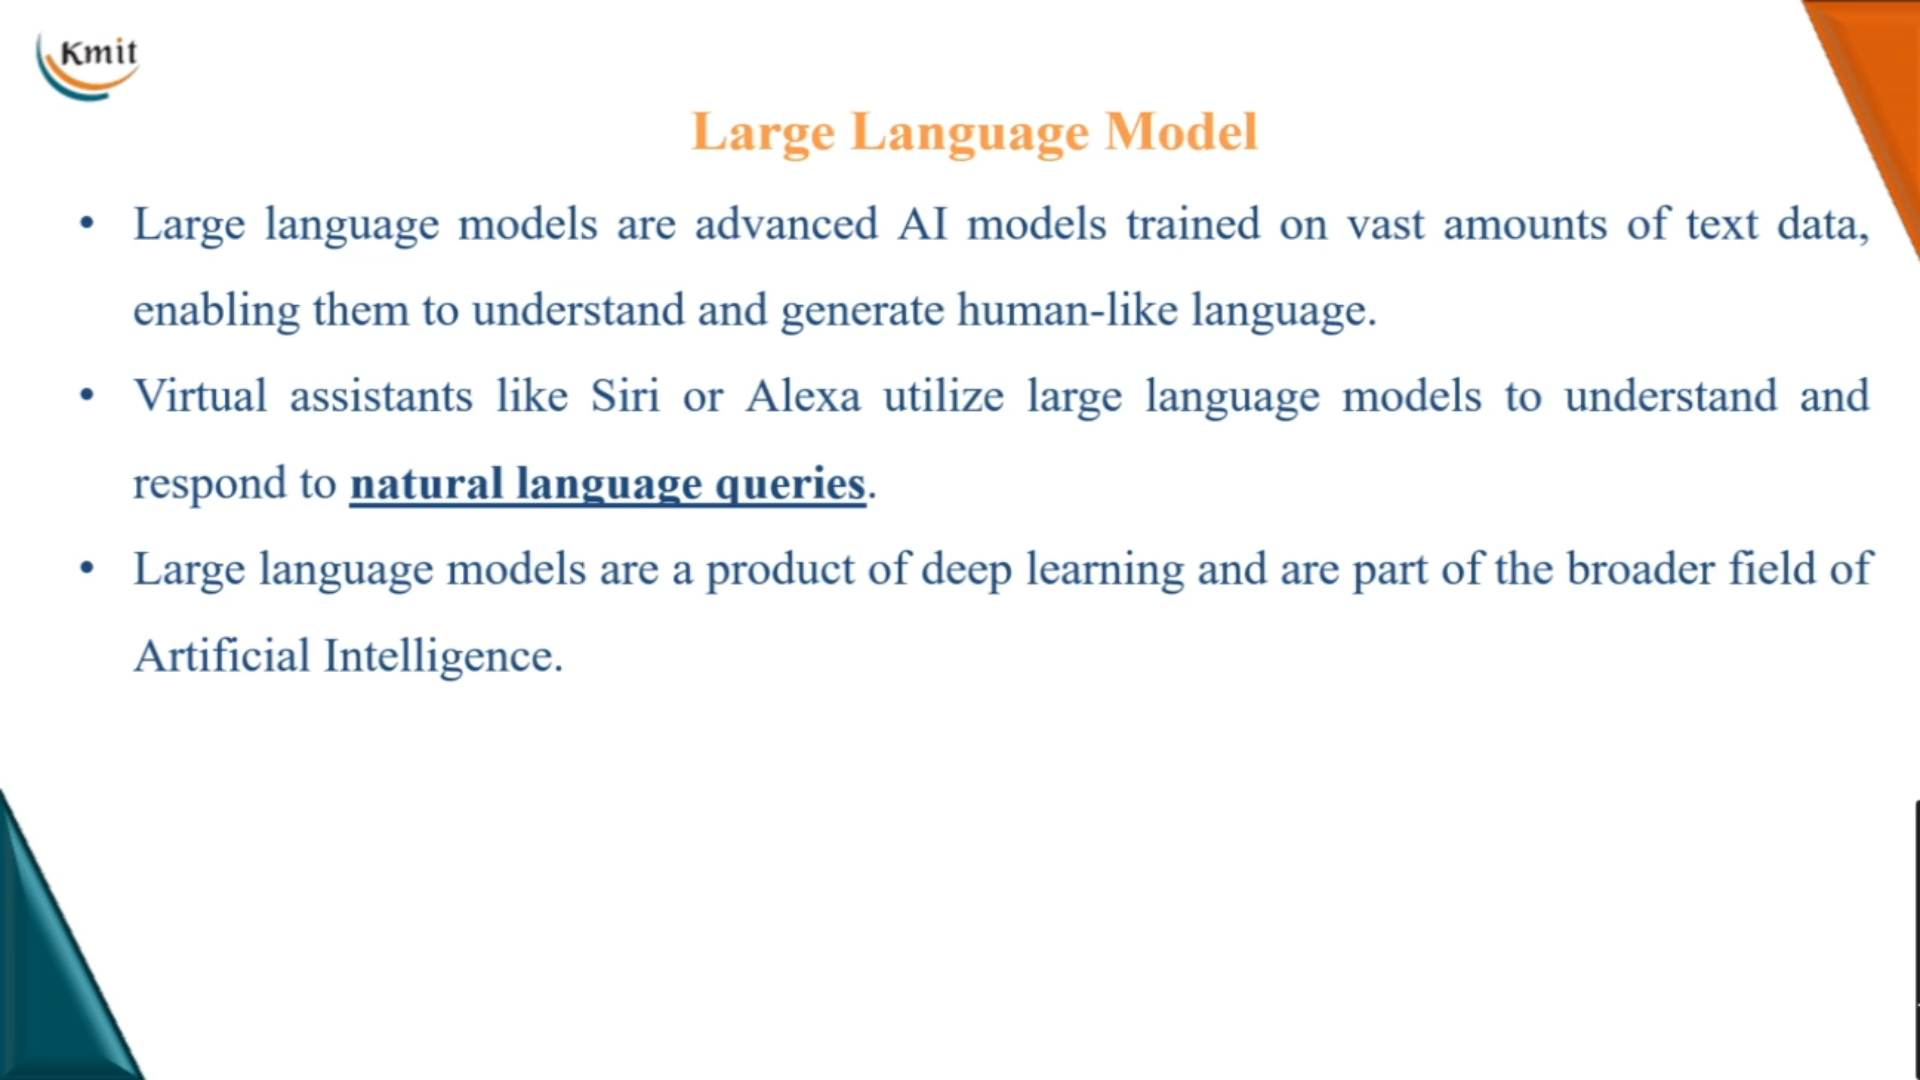 Kmit
Large Language Model
• Large language models are advanced AI models trained on vast amounts of text data,
enabling them to understand and generate human-like language.
• Virtual assistants like Siri or Alexa utilize large language models to understand and
respond to natural language queries.
• Large language models are a product of deep learning and are part of the broader field of
Artificial Intelligence.